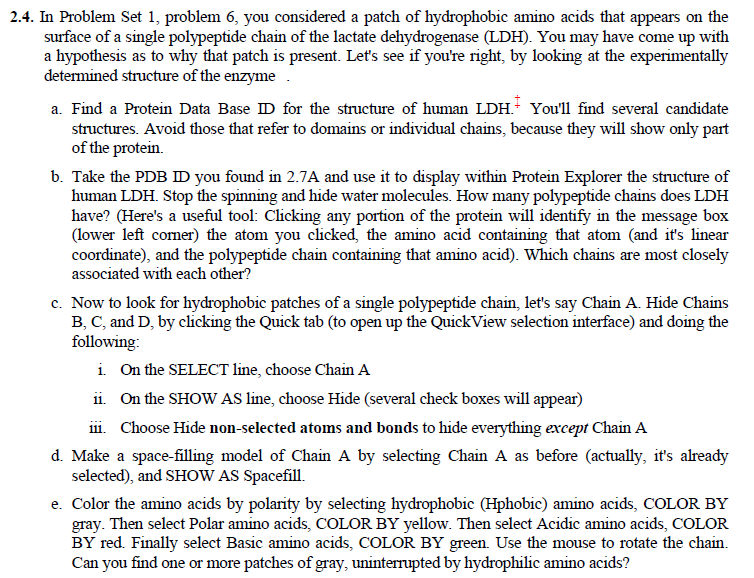 2.4. In Problem Set 1, problem 6, you considered a patch of hydrophobic amino acids that appears on the
surface of a single polypeptide chain of the lactate dehydrogenase (LDH). You may have come up with
a hypothesis as to why that patch is present. Let's see if you're right, by looking at the experimentally
determined structure of the enzyme .
a. Find a Protein Data Base ID for the structure of human LDH.‡ You'll find several candidate
structures. Avoid those that refer to domains or individual chains, because they will show only part
of the protein.
b. Take the PDB ID you found in 2.7A and use it to display within Protein Explorer the structure of
human LDH. Stop the spinning and hide water molecules. How many polypeptide chains does LDH
have? (Here's a useful tool: Clicking any portion of the protein will identify in the message box
(lower left corner) the atom you clicked, the amino acid containing that atom (and it's linear
coordinate), and the polypeptide chain containing that amino acid). Which chains are most closely
associated with each other?
c. Now to look for hydrophobic patches of a single polypeptide chain, let's say Chain A. Hide Chains
B, C, and D, by clicking the Quick tab (to open up the QuickView selection interface) and doing the
following:
i. On the SELECT line, choose Chain A
ii. On the SHOW AS line, choose Hide (several check boxes will appear)
iii. Choose Hide non-selected atoms and bonds to hide everything except Chain A
d. Make a space-filling model of Chain A by selecting Chain A as before (actually, it's already
selected), and SHOW AS Spacefill.
e. Color the amino acids by polarity by selecting hydrophobic (Hphobic) amino acids, COLOR BY
gray. Then select Polar amino acids, COLOR BY yellow. Then select Acidic amino acids, COLOR
BY red. Finally select Basic amino acids, COLOR BY green. Use the mouse to rotate the chain.
Can you find one or more patches of gray, uninterrupted by hydrophilic amino acids?